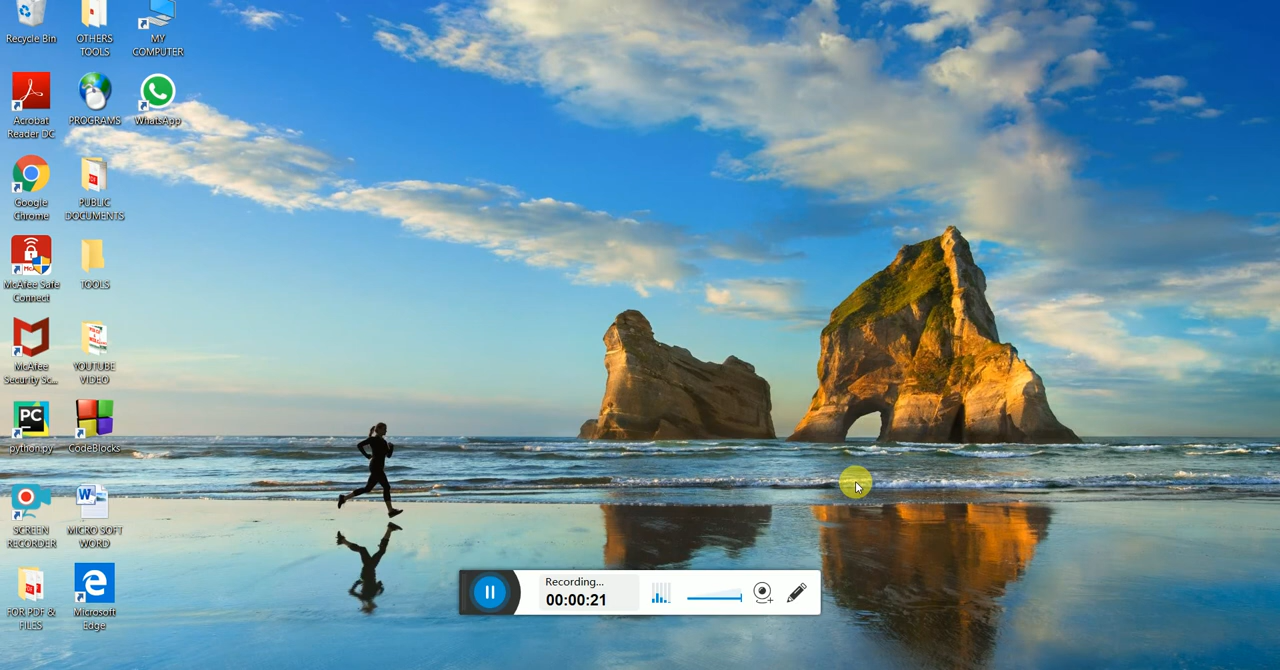 Recycle Bin
OTHERS
TOOLS
MY
COMPUTER
Acrobat
Reader DC
PROGRAMS
WhatsApp
Google
Chrome
PUBLIC
DOCUMENTS
McAfee Safe
Connect
TOOLS
McAfee
Security Sc...
YOUTUBE
VIDEO
PC
python.py
CodeBlocks
SCREEN
RECORDER
MICRO SOFT
WORD
FOR PDF &
FILES
Microsoft
Edge
Recording...
00:00:21